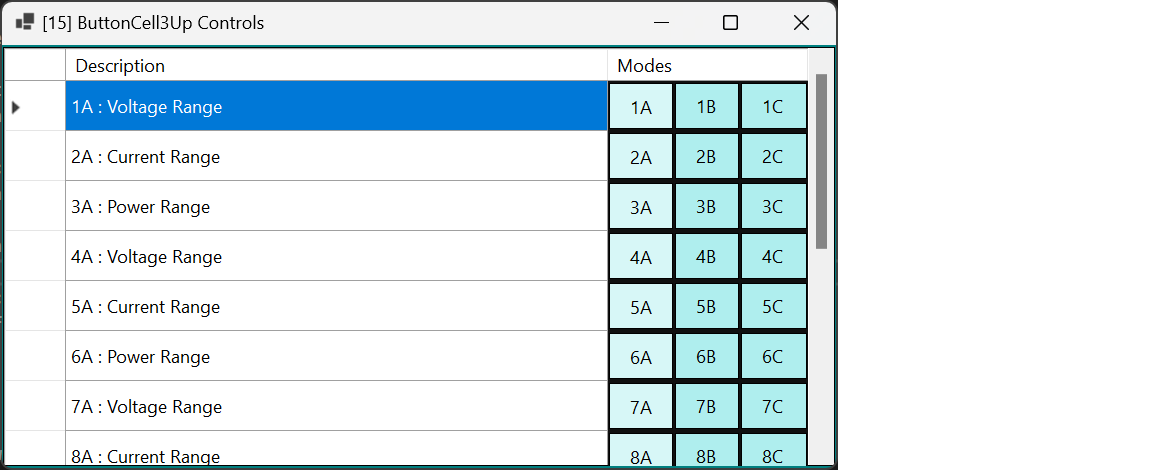 [15] ButtonCell3Up Controls
Description Modes
1A : Voltage Range 1A 1B 1C
2A : Current Range 2A 2B 2C
3A : Power Range 3A 3B 3C
4A : Voltage Range 4A 4B 4C
5A : Current Range 5A 5B 5C
6A : Power Range 6A 6B 6C
7A : Voltage Range 7A 7B 7C
8A : Current Range 8A 8B 8C